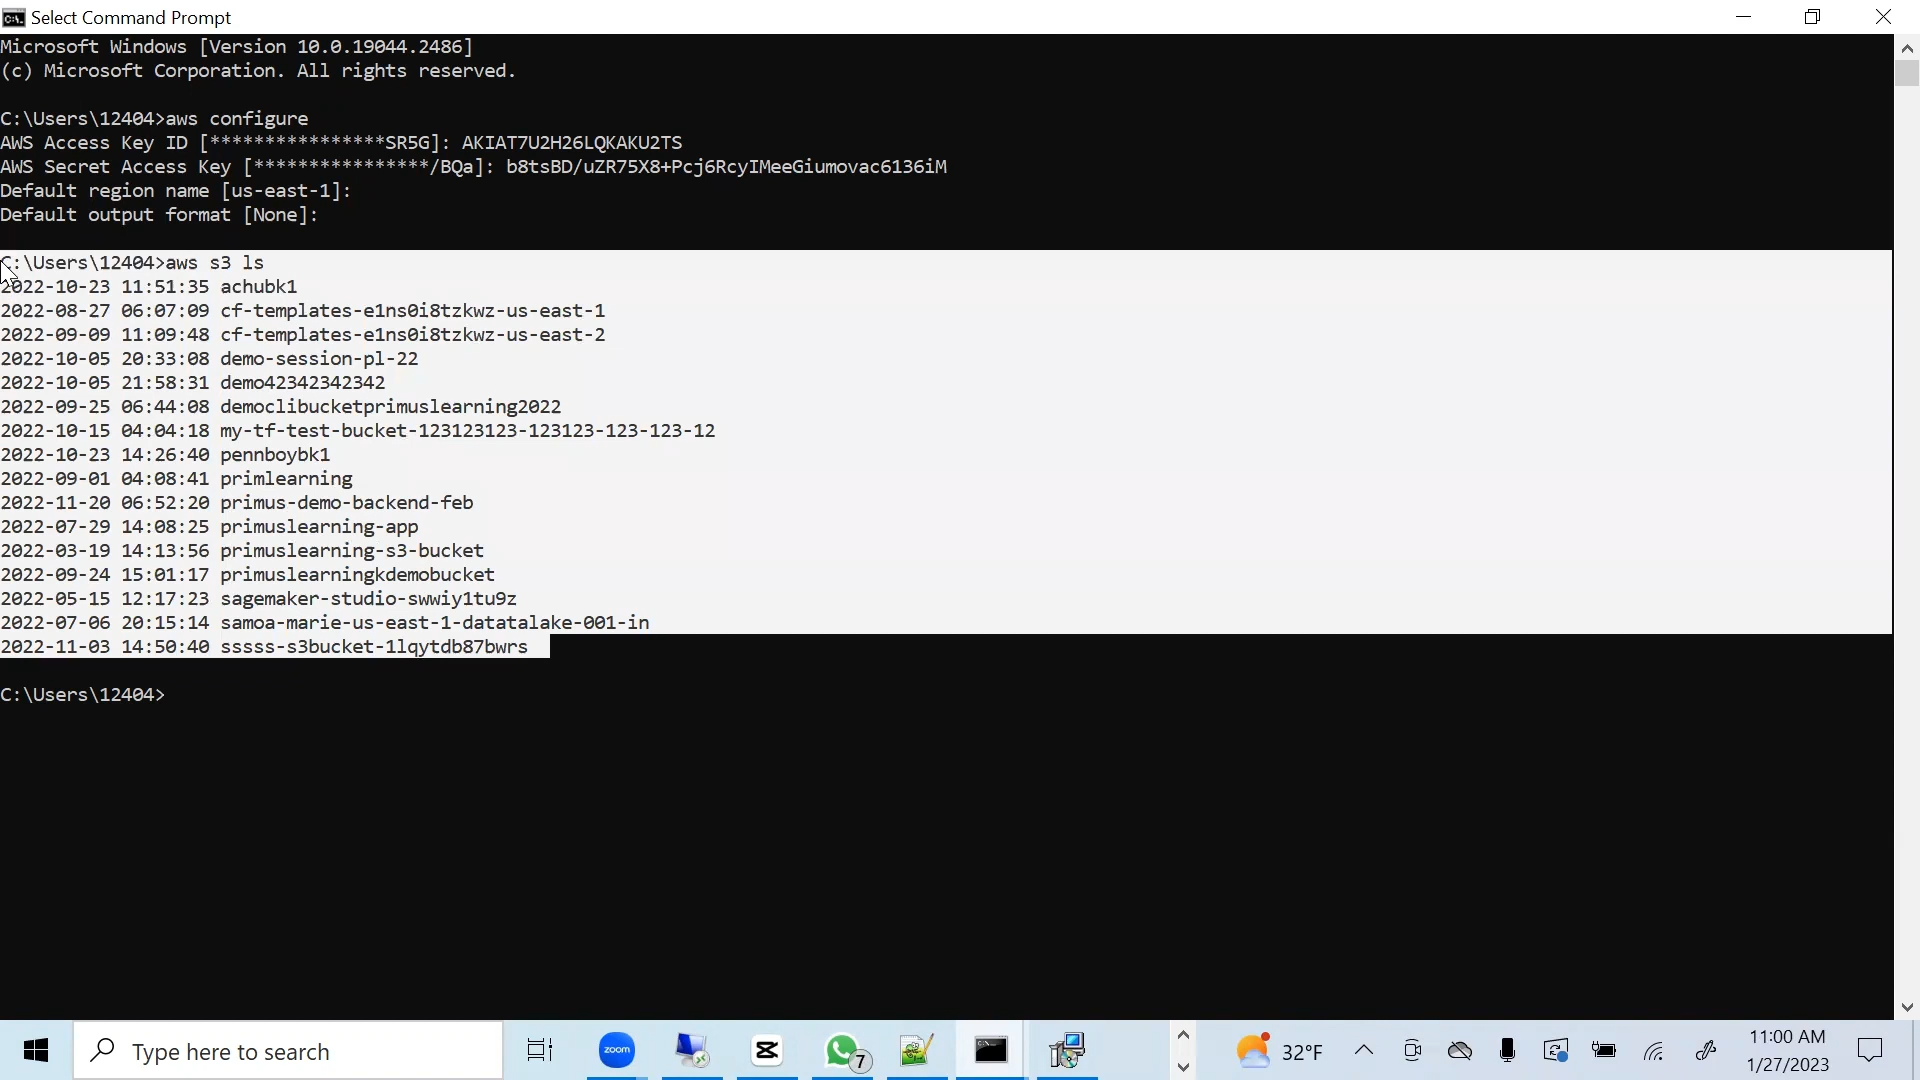 Select Command Prompt
Microsoft Windows [Version 10.0.19044.2486]
(c) Microsoft Corporation. All rights reserved.
C:\Users\12404>aws configure
AWS Access Key ID [****************SR5G]: AKIAT7U2H26LQKAKU2TS
AWS Secret Access Key [****************/BQa]: 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
Default region name [us-east-1]:
Default output format [None]:
C:\Users\12404>aws s3 ls
2022-10-23 11:51:35 achubk1
2022-08-27 06:07:09 cf-templates-e1ns0i8tzkwz-us-east-1
2022-09-09 11:09:48 cf-templates-e1ns0i8tzkwz-us-east-2
2022-10-05 20:33:08 demo-session-pl-22
2022-10-05 21:58:31 demo42342342342
2022-09-25 06:44:08 democlibucketprimuslearning2022
2022-10-15 04:04:18 my-tf-test-bucket-123123123-123123-123-123-12
2022-10-23 14:26:40 pennboybk1
2022-09-01 04:08:41 primlearning
2022-11-20 06:52:20 primus-demo-backend-feb
2022-07-29 14:08:25 primuslearning-app
2022-03-19 14:13:56 primuslearning-s3-bucket
2022-09-24 15:01:17 primuslearningkdemobucket
2022-05-15 12:17:23 sagemaker-studio-swwiy1tu9z
2022-07-06 20:15:14 samoa-marie-us-east-1-datatalake-001-in
2022-11-03 14:50:40 sssss-s3bucket-1lqytdb87bwrs
C:\Users\12404>
Type here to search
zoom
7
32°F
11:00 AM
1/27/2023